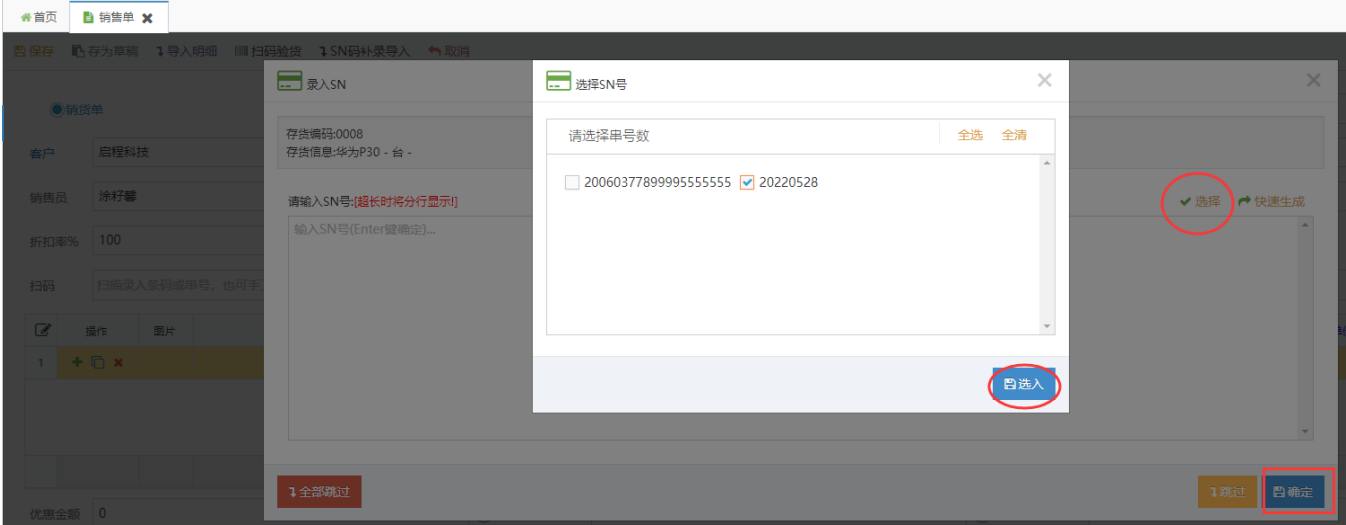 首页 销售单
保存 存为草稿 导入明细 扫码验货 SN码补录导入 取消
录入SN
选择SN号
销货单
存货编码:0008
存货信息:华为P30 - 台 -
请选择串号数 全选 全清
客户 启程科技
20060377899995555555 20220528
销售员 涂籽馨
请输入SN号:[超长时将分行显示!]
选择 快速生成
输入SN号(Enter键确定)...
折扣率% 100
扫码 扫描录入条码或串号，也可手
操作 图片
1
选入
全部跳过 跳过 确定
优惠金额 0